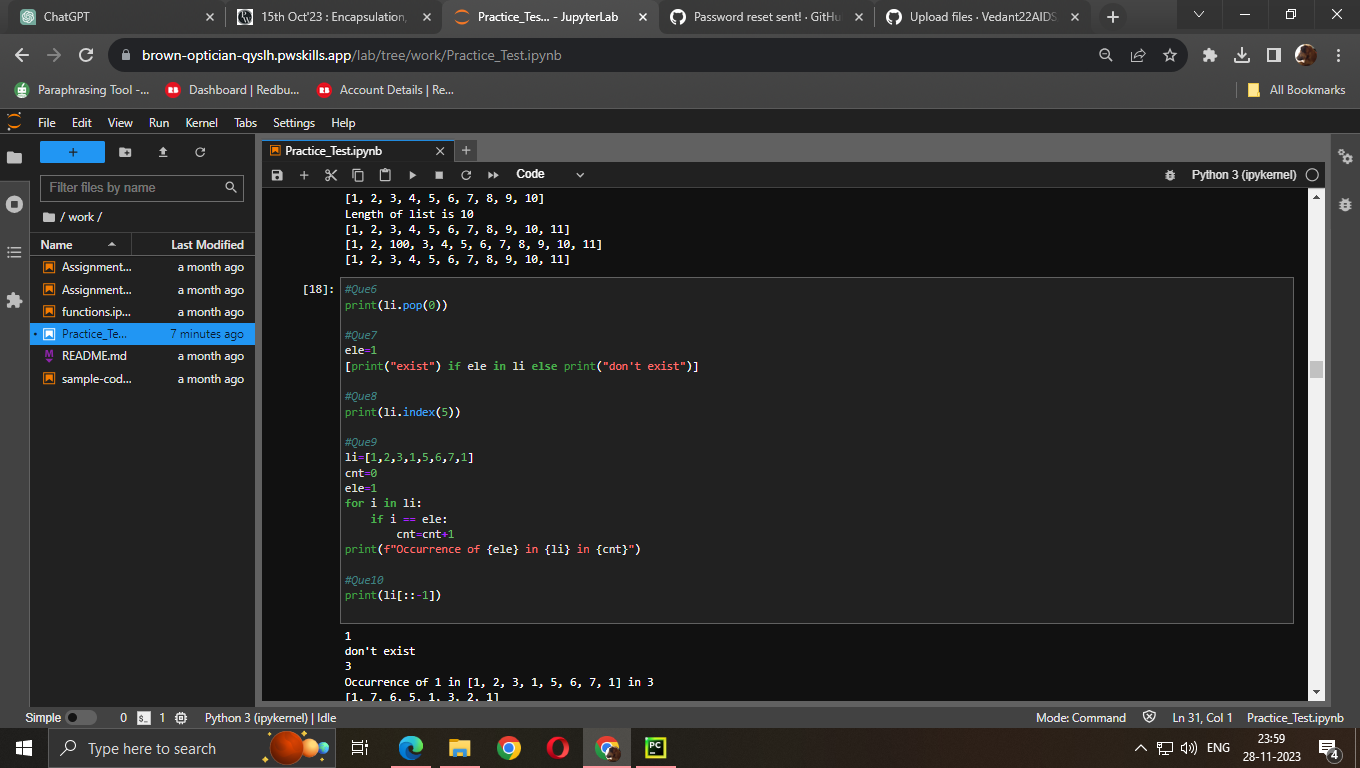 ChatGPT
15th Oct'23 : Encapsulation,
Practice_Tes... - JupyterLab
Password reset sent! · GitHu
Upload files · Vedant22AIDS
brown-optician-qyslh.pwskills.app/lab/tree/work/Practice_Test.ipynb
Paraphrasing Tool -...
Dashboard | Redbu...
Account Details | Re...
All Bookmarks
File Edit View Run Kernel Tabs Settings Help
Filter files by name
/ work /
Name Last Modified
Assignment... a month ago
Assignment... a month ago
functions.ip... a month ago
Practice_Te... 7 minutes ago
README.md a month ago
sample-cod... a month ago
Practice_Test.ipynb
Code
Python 3 (ipykernel)
[1, 2, 3, 4, 5, 6, 7, 8, 9, 10]
Length of list is 10
[1, 2, 3, 4, 5, 6, 7, 8, 9, 10, 11]
[1, 2, 100, 3, 4, 5, 6, 7, 8, 9, 10, 11]
[1, 2, 3, 4, 5, 6, 7, 8, 9, 10, 11]
[18]:
#Que6
print(li.pop(0))
#Que7
ele=1
[print("exist") if ele in li else print("don't exist")]
#Que8
print(li.index(5))
#Que9
li=[1,2,3,1,5,6,7,1]
cnt=0
ele=1
for i in li:
    if i == ele:
        cnt=cnt+1
print(f"Occurrence of {ele} in {li} in {cnt}")
#Que10
print(li[::-1])
1
don't exist
3
Occurrence of 1 in [1, 2, 3, 1, 5, 6, 7, 1] in 3
[1, 7, 6, 5, 1, 3, 2, 1]
Simple 0 $_ 1 Python 3 (ipykernel) | Idle
Mode: Command Ln 31, Col 1 Practice_Test.ipynb
Type here to search
PC
ENG
23:59
28-11-2023
4